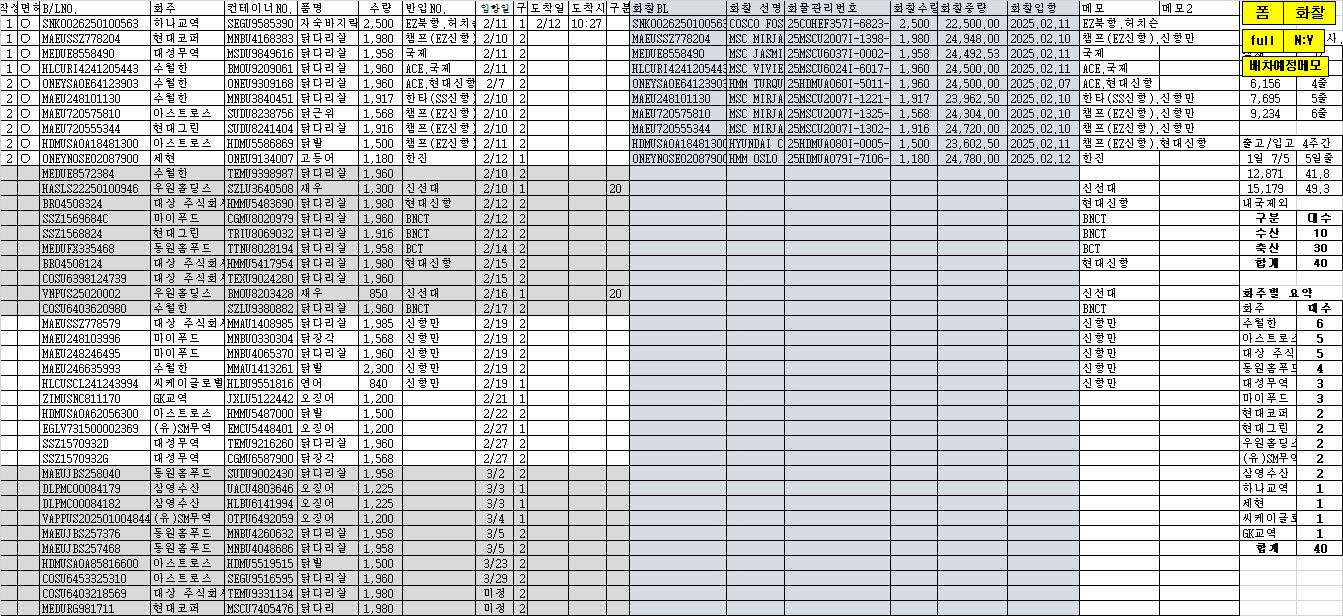 작성 면허 B/LNO. 화주 컨테이너NO. 품명 수량 반입NO. 입항일 구 도착일 도착시 구분 화찰BL 화찰 선명 화물관리번호 화찰수량 화찰중량 화찰입항 메모 메모2 폼 화찰
1 O SNK0026250100563 하나교역 SEGU9585390 자숙바지락 2,500 EZ북항,허치슨 2/11 1 2/12 10:27 SNK0026250100563 COSCO FOS 25COHEF357I-6823- 2,500 22,500,00 2025.02.11 EZ북항,허치슨
1 O MAEUSSZ778204 현대코퍼 MNBU4168383 닭다리살 1,980 챔프(EZ신항) 2/10 2 MAEUSSZ778204 MSC MIRJA 25MSCU2007I-1398- 1,980 24,948,00 2025.02.10 챔프(EZ신항),신항만 full N:Y
1 O MEDUE8558490 대성무역 MSDU9849616 닭다리살 1,958 국제 2/11 2 MEDUE8558490 MSC JASMI 25MSCU6037I-0002- 1,958 24,492,53 2025.02.11 국제
1 O HLCURI4241205443 수월한 BMOU9209061 닭다리살 1,960 ACE,국제 2/11 2 HLCURI4241205443 MSC VIVIE 25MSCU6024I-6017- 1,960 24,500,00 2025.02.11 ACE,국제 배차예정메모
2 O ONEYSA0E64123903 수월한 ONEU9309168 닭다리살 1,960 ACE,현대신항 2/7 2 ONEYSA0E64123903 HMM TURQU 25HDMUA060I-5011- 1,960 24,500,00 2025.02.07 ACE,현대신항 6,156 4줄
2 O MAEU248101130 수월한 MNBU3840451 닭다리살 1,917 한타(SS신항) 2/10 2 MAEU248101130 MSC MIRJA 25MSCU2007I-1221- 1,917 23,962,50 2025.02.10 한타(SS신항),신항만 7,695 5줄
2 O MAEU720575810 아스트로스 SUDU8238756 닭근위 1,568 챔프(EZ신항) 2/10 2 MAEU720575810 MSC MIRJA 25MSCU2007I-1325- 1,568 24,304,00 2025.02.10 챔프(EZ신항),신항만 9,234 6줄
2 O MAEU720555344 현대그린 SUDU8241404 닭다리살 1,916 챔프(EZ신항) 2/10 2 MAEU720555344 MSC MIRJA 25MSCU2007I-1302- 1,916 24,720,00 2025.02.10 챔프(EZ신항),신항만
2 O HDMUSA0A18481300 아스트로스 HDMU5586869 닭발 1,500 챔프(EZ신항) 2/11 2 HDMUSA0A18481300 HYUNDAI C 25HDMUA080I-0005- 1,500 23,602,50 2025.02.11 챔프(EZ신항),현대신항 출고/입고 4주간
2 O ONEYNOSE02087900 제현 ONEU9134007 고등어 1,180 한진 2/12 1 ONEYNOSE02087900 HMM OSLO 25HDMUA079I-7106- 1,180 24,780,00 2025.02.12 한진 1일 7/5 5일줄
MEDUE8572384 수월한 TEMU9398987 닭다리살 1,960 2/10 2 12,871 41.8
HASLS22250100946 우원홀딩스 SZLU3640508 새우 1,300 신선대 2/10 1 20 신선대 15,179 49.3
BRO4508324 대상 주식회사 HMMU5483690 닭다리살 1,980 현대신항 2/12 2 현대신항 내국제외
SSZ1569684C 마이푸드 CGMU8020979 닭다리살 1,960 BNCT 2/12 2 BNCT 구분 대수
SSZ1568824 현대그린 TRIU8069032 닭다리살 1,916 BNCT 2/12 2 BNCT 수산 10
MEDUFX335468 동원홈푸드 TTNU8028194 닭다리살 1,958 BCT 2/14 2 BCT 축산 30
BRO4508124 대상 주식회사 HMMU5417954 닭다리살 1,980 현대신항 2/15 2 현대신항 합계 40
COSU6398124739 대상 주식회사 TEXU9024280 닭다리살 1,960 2/15 2
VNPUS25020002 우원홀딩스 BMOU8203428 새우 850 신선대 2/16 1 20 신선대 화주별 요약
COSU6403620980 수월한 SZLU9380882 닭다리살 1,960 BNCT 2/17 2 BNCT 화주 대수
MAEUSSZ778579 대상 주식회사 MMAU1408985 닭다리살 1,985 신항만 2/19 2 신항만 수월한 6
MAEU248103996 마이푸드 MNBU0330304 닭장각 1,568 신항만 2/19 2 신항만 아스트로스 5
MAEU248246495 마이푸드 MNBU4065370 닭다리살 1,960 신항만 2/19 2 신항만 대상 주식 5
MAEU246635993 수월한 MMAU1413261 닭발 2,300 신항만 2/19 2 신항만 동원홈푸드 4
HLCUSCL241243994 씨케이글로벌 HLBU9551816 연어 840 신항만 2/19 1 신항만 대성무역 3
ZIMUSNC811170 GK교역 JXLU5122442 오징어 1,200 2/21 1 마이푸드 3
HDMUSA0A62056300 아스트로스 HMMU5487000 닭발 1,500 2/22 2 현대코퍼 2
EGLV731500002369 (유)SM무역 EMCU5448401 오징어 1,200 2/27 1 현대그린 2
SSZ1570932D 대성무역 TEMU9216260 닭다리살 1,960 2/27 2 우원홀딩스 2
SSZ1570932G 대성무역 CGMU6587900 닭장각 1,568 2/27 2 (유)SM무역 2
MAEUJBS258040 동원홈푸드 SUDU9002430 닭다리살 1,958 3/2 2 삼영수산 2
DLPMC00084179 삼영수산 UACU4803646 오징어 1,225 3/3 1 하나교역 1
DLPMC00084182 삼영수산 HLBU6141994 오징어 1,225 3/3 1 제현 1
VAPPUS202501004844 (유)SM무역 OTPU6492059 오징어 1,200 3/4 1 씨케이글로 1
MAEUJBS257376 동원홈푸드 MNBU4260632 닭다리살 1,958 3/5 2 GK교역 1
MAEUJBS257468 동원홈푸드 MNBU4048686 닭다리살 1,958 3/5 2 합계 40
HDMUSA0A85816600 아스트로스 HDMU5519515 닭발 1,500 3/23 2
COSU6453325310 아스트로스 SEGU9516595 닭다리살 1,960 3/29 2
COSU6403218569 대상 주식회사 TEMU9331134 닭다리살 1,980 미정 2
MEDURG981711 현대코퍼 MSCU7405476 닭다리 1,980 미정 2